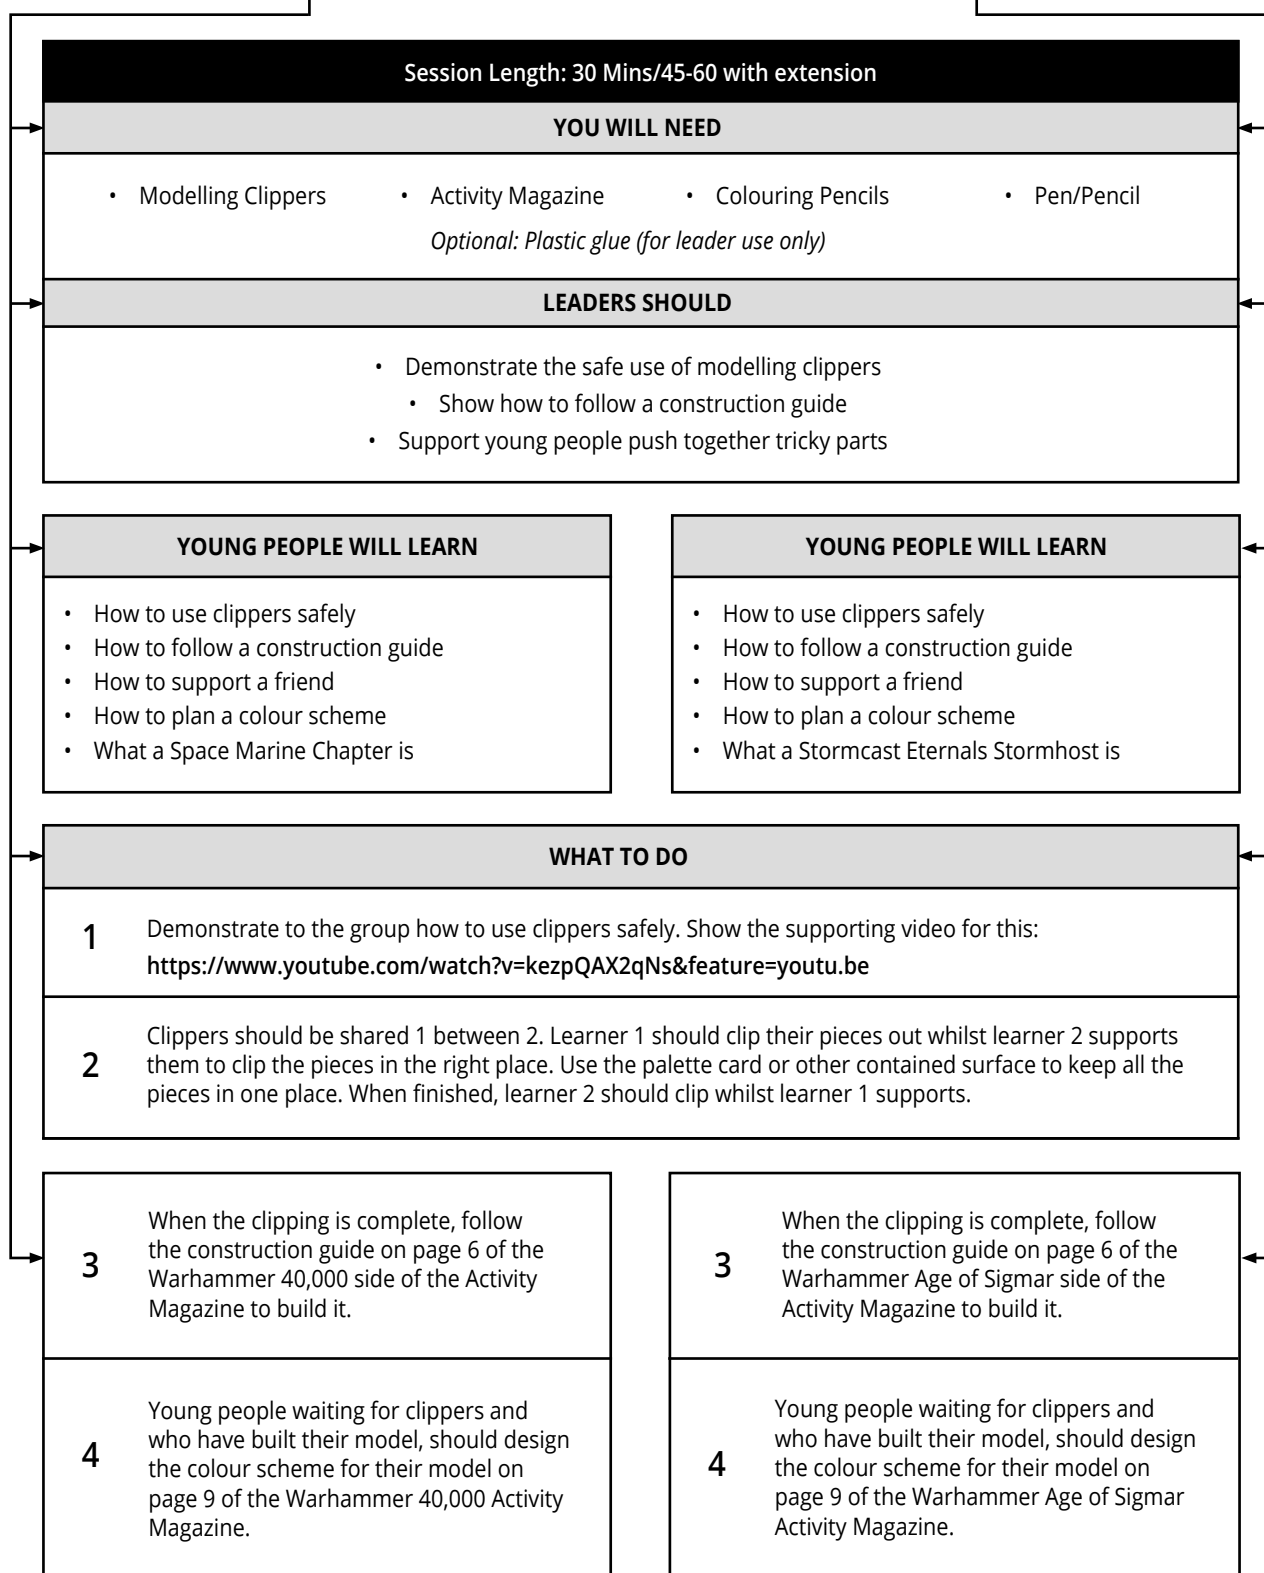 Session Length: 30 Mins/45-60 with extension
YOU WILL NEED
• Modelling Clippers • Activity Magazine • Colouring Pencils • Pen/Pencil
Optional: Plastic glue (for leader use only)
LEADERS SHOULD
• Demonstrate the safe use of modelling clippers
• Show how to follow a construction guide
• Support young people push together tricky parts
YOUNG PEOPLE WILL LEARN
• How to use clippers safely
• How to follow a construction guide
• How to support a friend
• How to plan a colour scheme
• What a Space Marine Chapter is
YOUNG PEOPLE WILL LEARN
• How to use clippers safely
• How to follow a construction guide
• How to support a friend
• How to plan a colour scheme
• What a Stormcast Eternals Stormhost is
WHAT TO DO
1
Demonstrate to the group how to use clippers safely. Show the supporting video for this:
https://www.youtube.com/watch?v=kezpQAX2qNs&feature=youtu.be
2
Clippers should be shared 1 between 2. Learner 1 should clip their pieces out whilst learner 2 supports
them to clip the pieces in the right place. Use the palette card or other contained surface to keep all the
pieces in one place. When finished, learner 2 should clip whilst learner 1 supports.
3
When the clipping is complete, follow
the construction guide on page 6 of the
Warhammer 40,000 side of the Activity
Magazine to build it.
4
Young people waiting for clippers and
who have built their model, should design
the colour scheme for their model on
page 9 of the Warhammer 40,000 Activity
Magazine.
3
When the clipping is complete, follow
the construction guide on page 6 of the
Warhammer Age of Sigmar side of the
Activity Magazine to build it.
4
Young people waiting for clippers and
who have built their model, should design
the colour scheme for their model on
page 9 of the Warhammer Age of Sigmar
Activity Magazine.